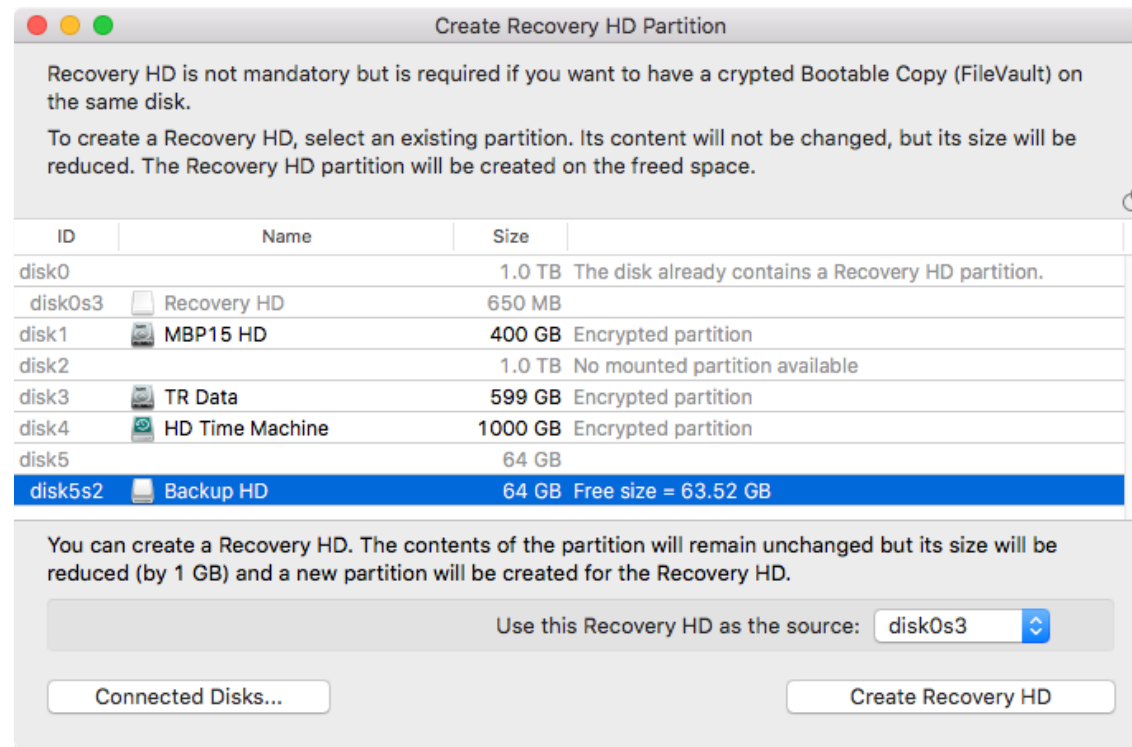 Create Recovery HD Partition
Recovery HD is not mandatory but is required if you want to have a crypted Bootable Copy (FileVault) on
the same disk.
To create a Recovery HD, select an existing partition. Its content will not be changed, but its size will be
reduced. The Recovery HD partition will be created on the freed space.
ID Name Size
disk0 1.0 TB The disk already contains a Recovery HD partition.
disk0s3 Recovery HD 650 MB
disk1 MBP15 HD 400 GB Encrypted partition
disk2 1.0 TB No mounted partition available
disk3 TR Data 599 GB Encrypted partition
disk4 HD Time Machine 1000 GB Encrypted partition
disk5 64 GB
disk5s2 Backup HD 64 GB Free size = 63.52 GB
You can create a Recovery HD. The contents of the partition will remain unchanged but its size will be
reduced (by 1 GB) and a new partition will be created for the Recovery HD.
Use this Recovery HD as the source: disk0s3
Connected Disks... Create Recovery HD